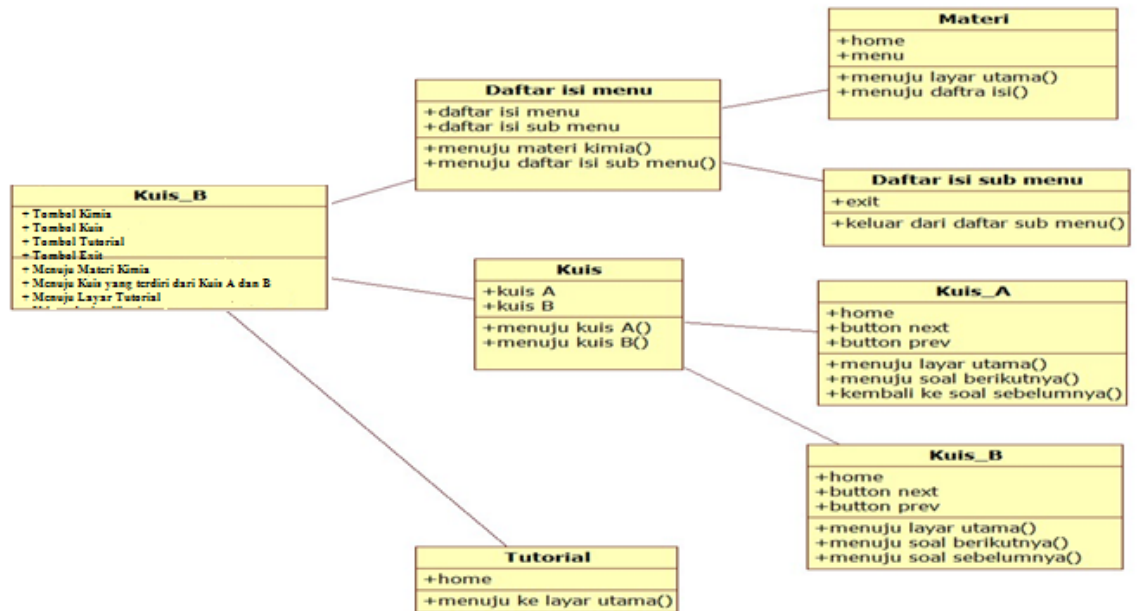 Materi
+home
+menu
+menuju layar utama()
+menuju daftra isi()
Daftar isi menu
+daftar isi menu
+daftar isi sub menu
+menuju materi kimia()
+menuju daftar isi sub menu()
Daftar isi sub menu
+exit
+keluar dari daftar sub menu()
Kuis_B
+ Tombol Kimia
+ Tombol Kuis
+ Tombol Tutorial
+ Tombol Exit
+ Menuju Materi Kimia
+ Menuju Kuis yang terdiri dari Kuis A dan B
+ Menuju Layar Tutorial
Kuis
+kuis A
+kuis B
+menuju kuis A()
+menuju kuis B()
Kuis_A
+home
+button next
+button prev
+menuju layar utama()
+menuju soal berikutnya()
+kembali ke soal sebelumnya()
Kuis_B
+home
+button next
+button prev
+menuju layar utama()
+menuju soal berikutnya()
+menuju soal sebelumnya()
Tutorial
+home
+menuju ke layar utama()